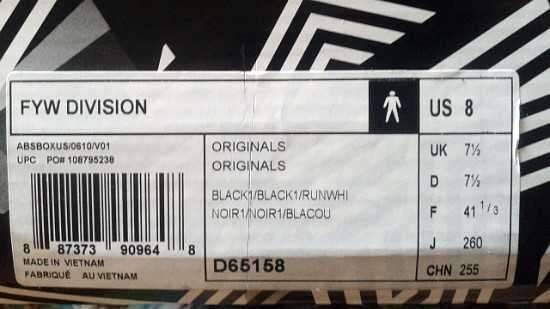 FYW DIVISION
US 8
ABSBOXUS/0610/V01
UPC PO# 108795238
8 87373 90964 8
MADE IN VIETNAM
FABRIQUÉ AU VIETNAM
ORIGINALS
ORIGINALS
BLACK1/BLACK1/RUNWHI
NOIR1/NOIR1/BLACOU
D65158
UK 7½
D 7½
F 41 1/3
J 260
CHN 255